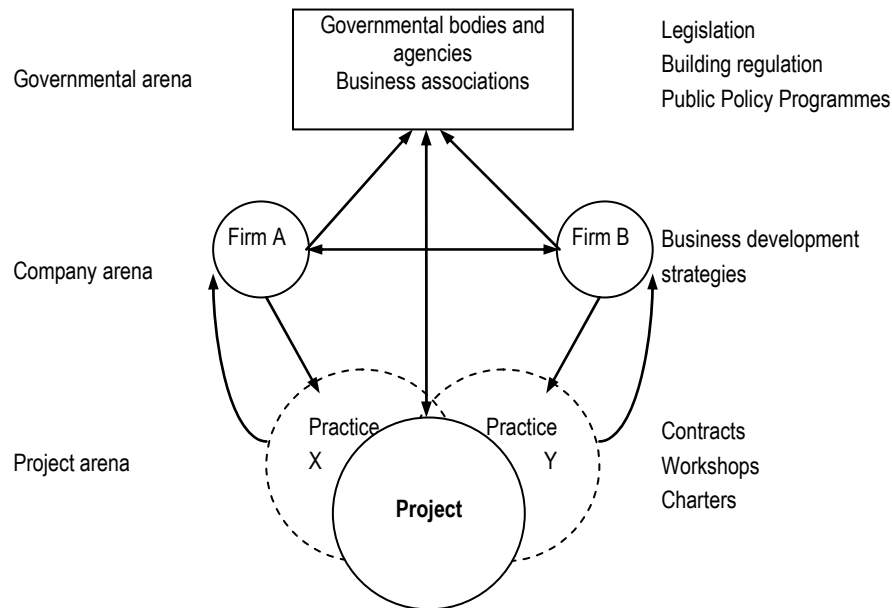 Governmental bodies and
agencies
Business associations
Legislation
Building regulation
Public Policy Programmes
Governmental arena
Firm A
Firm B
Business development
strategies
Company arena
Practice
X
Practice
Y
Contracts
Workshops
Charters
Project arena
Project